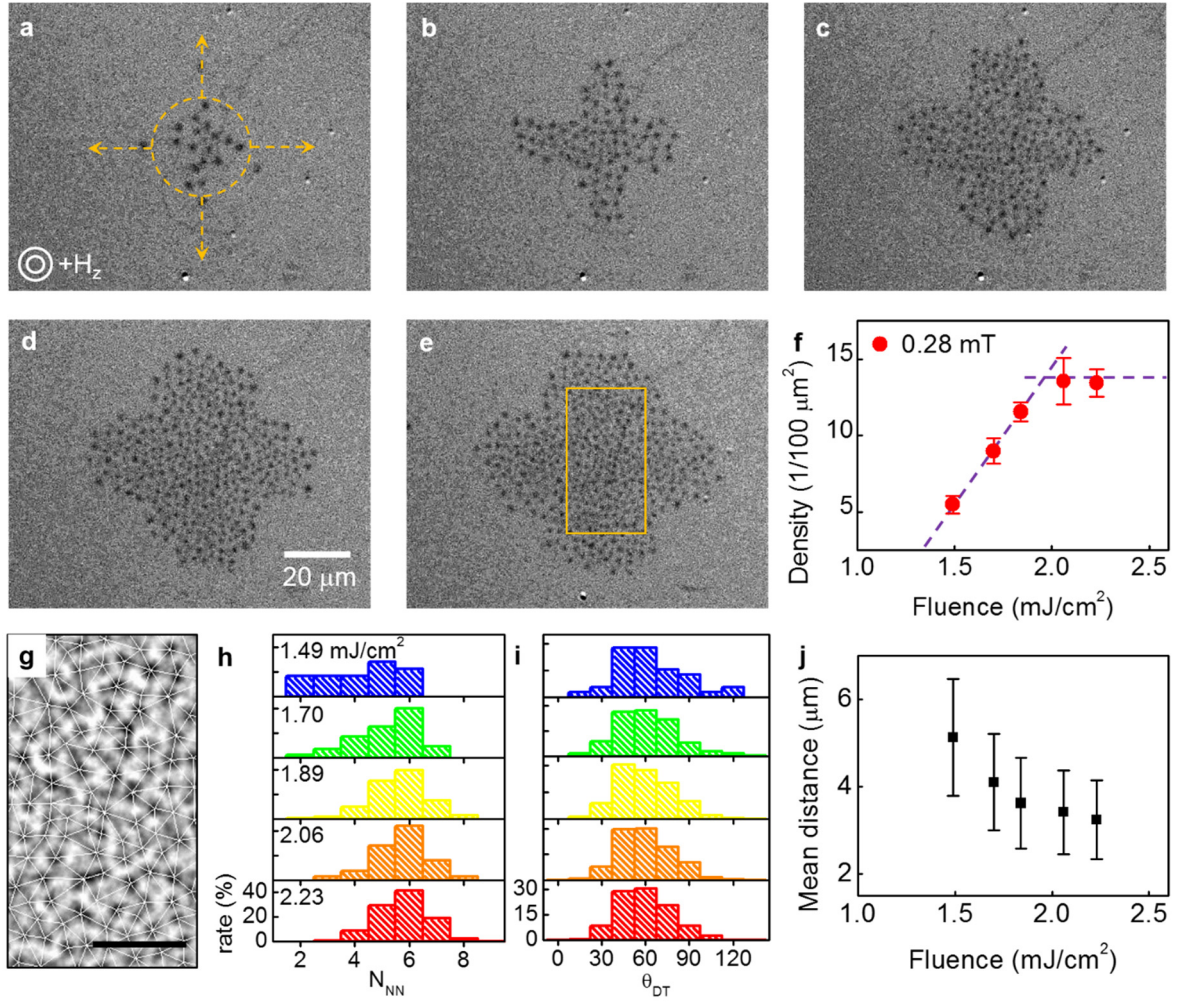 a
b
c
+Hz
d
e
20 μm
f
0.28 mT
15
10
5
1.0
1.5
2.0
2.5
Density (1/100 μm²)
Fluence (mJ/cm²)
g
h
1.49 mJ/cm²
1.70
1.89
2.06
2.23
40
20
0
rate (%)
2
4
6
8
N_NN
i
30
15
0
0
30
60
90
120
θ_DT
j
6
4
2
1.0
1.5
2.0
2.5
Mean distance (μm)
Fluence (mJ/cm²)